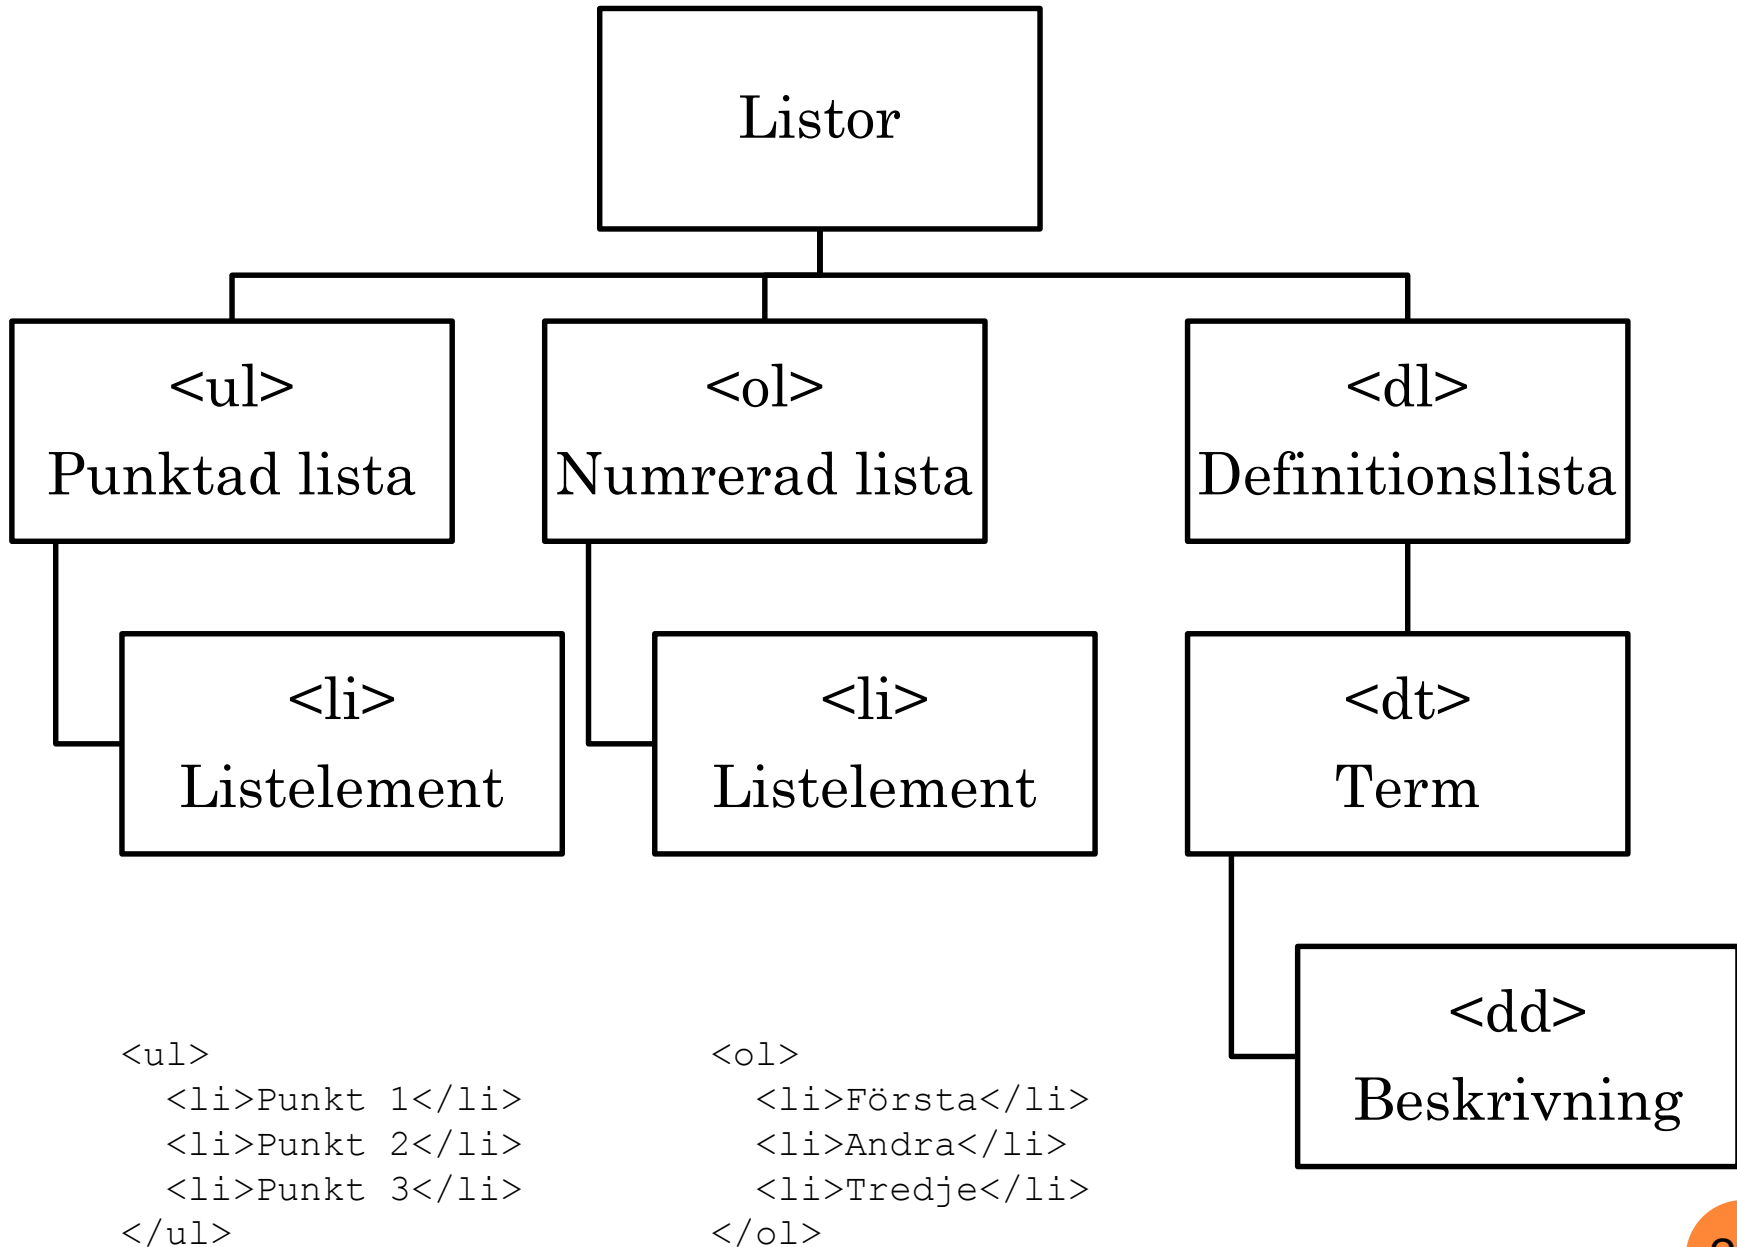 Listor
<ul>
Punktad lista
<ol>
Numrerad lista
<dl>
Definitionslista
<li>
Listelement
<li>
Listelement
<dt>
Term
<dd>
Beskrivning
<ul>
  <li>Punkt 1</li>
  <li>Punkt 2</li>
  <li>Punkt 3</li>
</ul>
<ol>
  <li>Första</li>
  <li>Andra</li>
  <li>Tredje</li>
</ol>